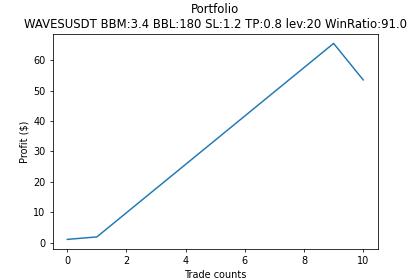 Portfolio
WAVESUSDT BBM:3.4 BBL:180 SL:1.2 TP:0.8 lev:20 WinRatio:91.0
Profit ($)
60
50
40
30
20
10
0
0 2 4 6 8 10
Trade counts